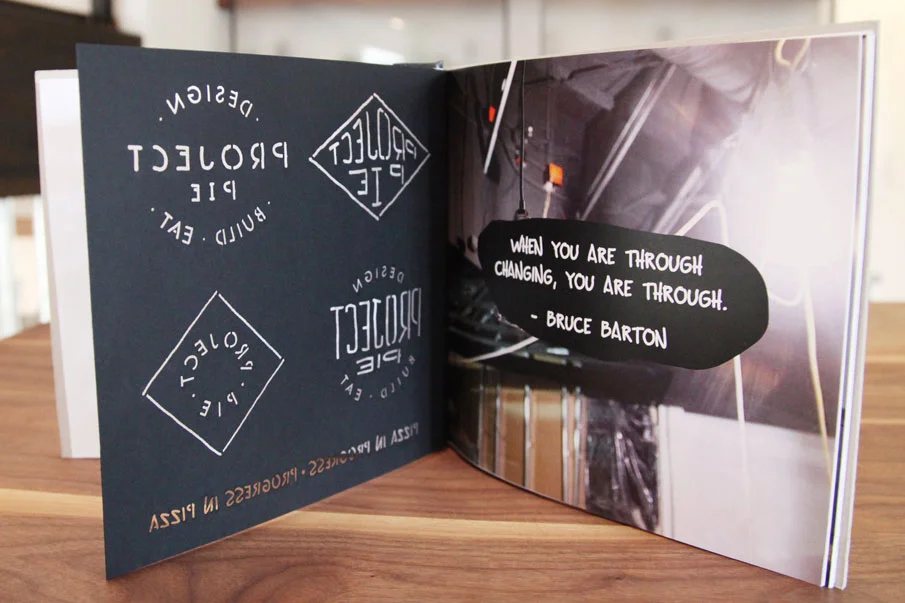 DESIGN
PROJECT
PIE
BUILD · EAT
PROJECT
PIE
PROJECT · PIE ·
DESIGN
PROJECT
PIE
BUILD · EAT
PIZZA IN PROGRESS · PROGRESS IN PIZZA
WHEN YOU ARE THROUGH
CHANGING, YOU ARE THROUGH.
- BRUCE BARTON